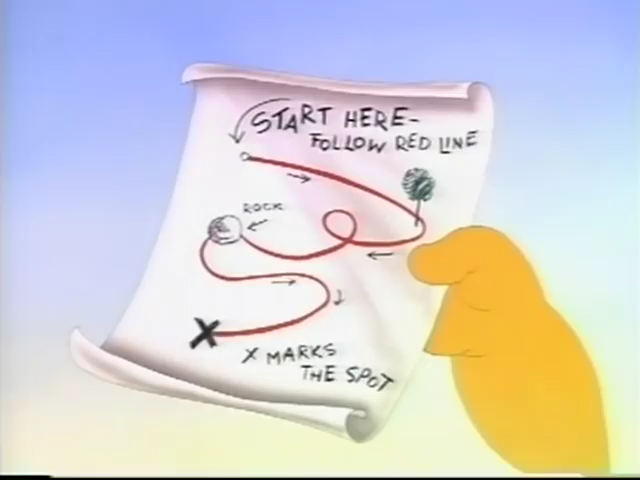 START HERE-
FOLLOW RED LINE
ROCK
X MARKS
THE SPOT